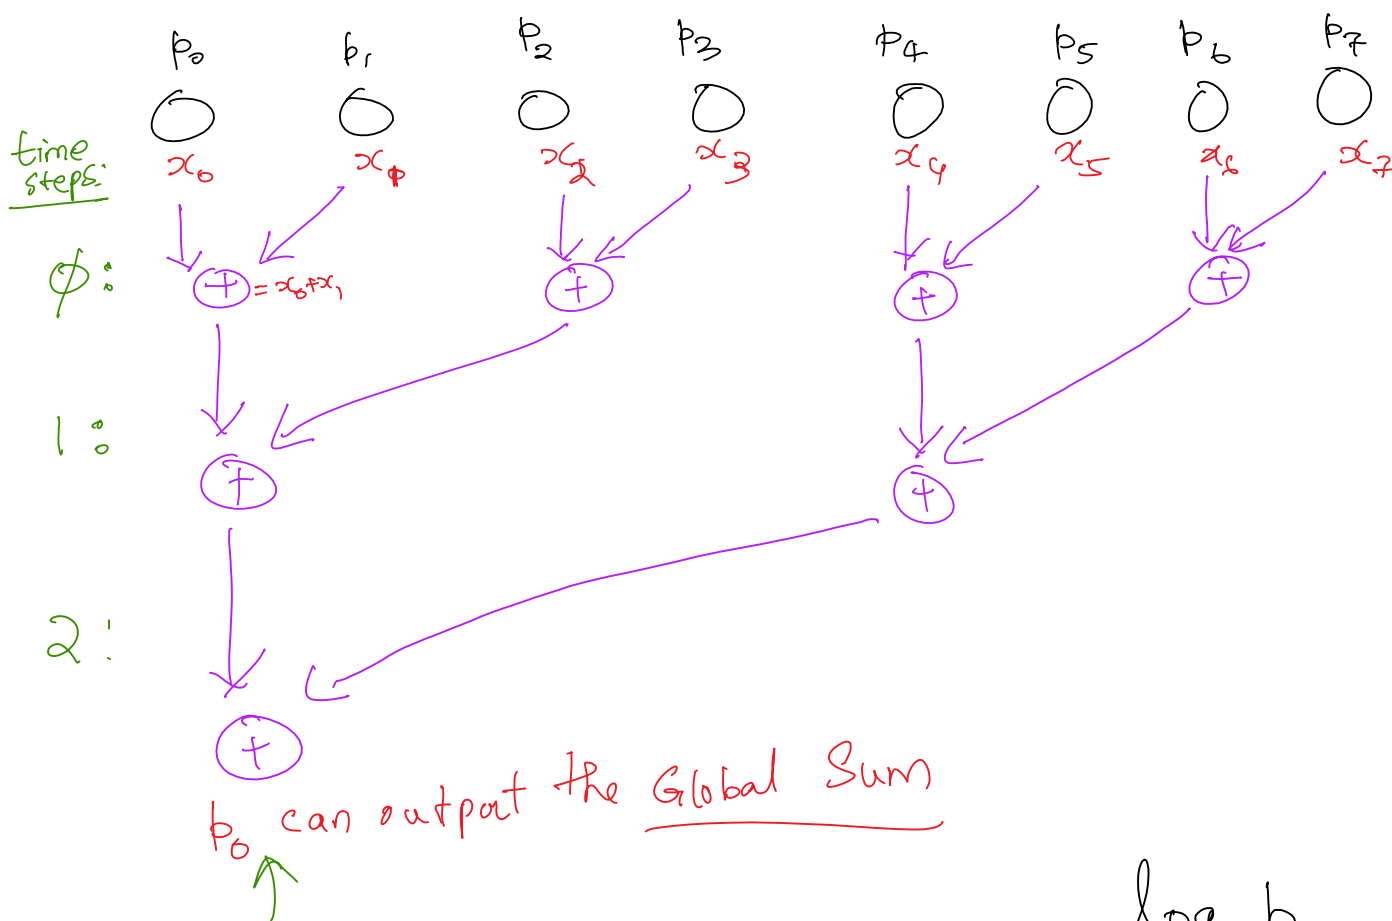 p₀ p₁ p₂ p₃ p₄ p₅ p₆ p₇
time
steps:
x₀ x₁ x₂ x₃ x₄ x₅ x₆ x₇
0:
+ = x₀+x₁ + + +
1:
+ +
2:
+
p₀ can output the Global Sum